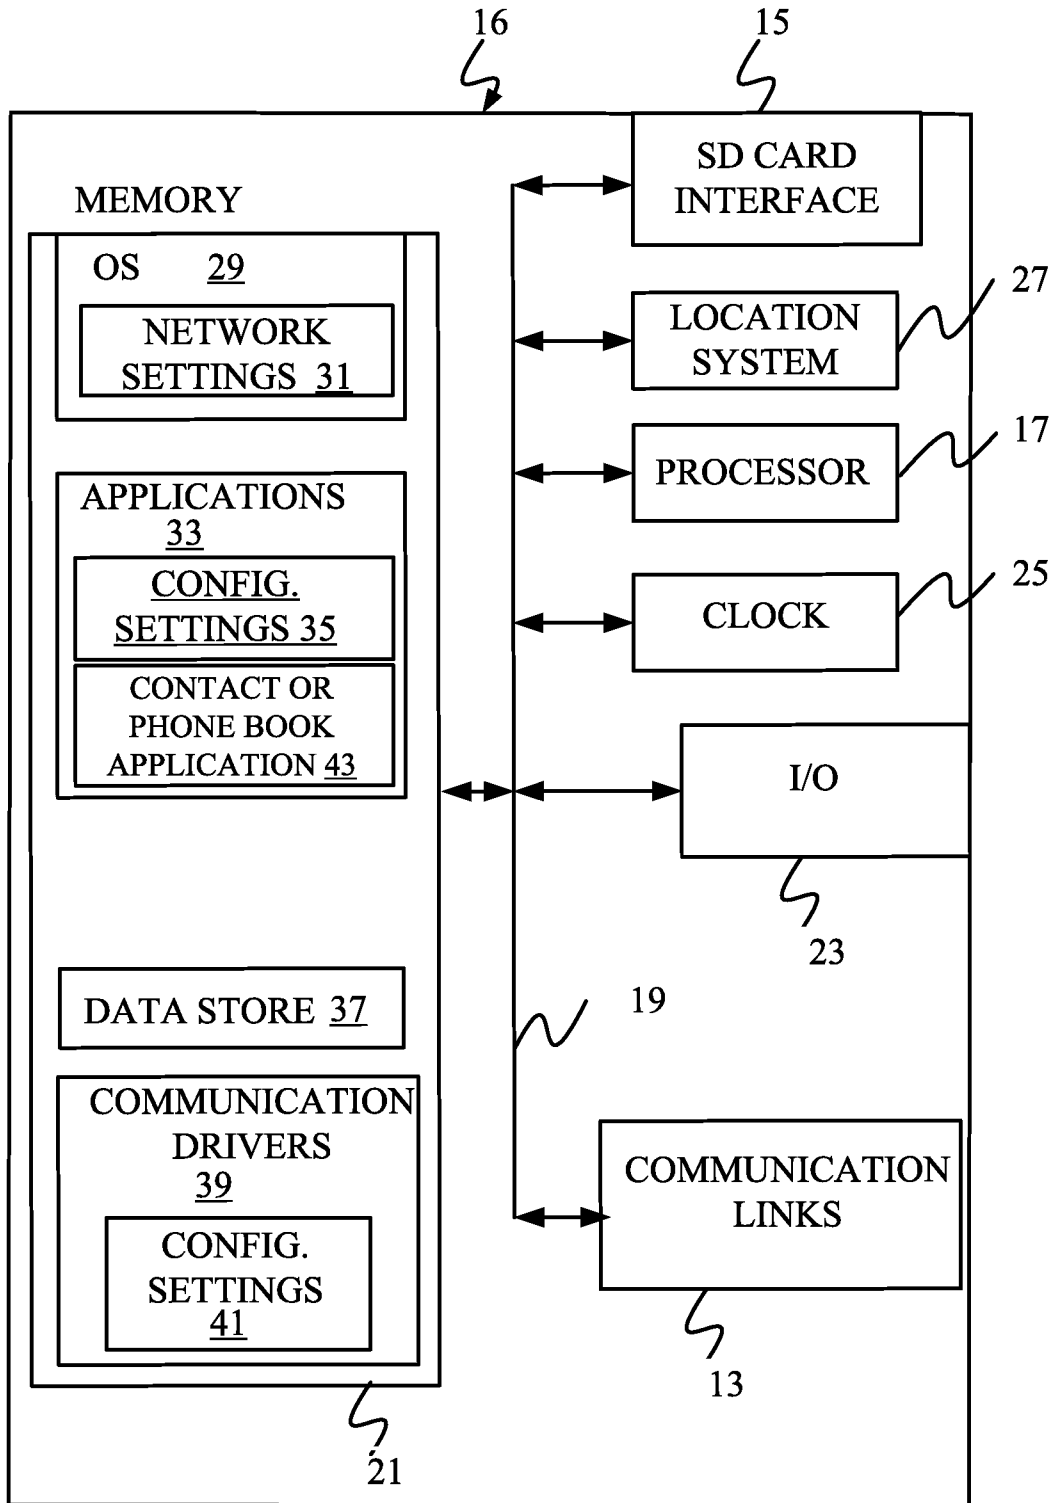 16
15
SD CARD
INTERFACE
MEMORY
OS 29
NETWORK
SETTINGS 31
27
LOCATION
SYSTEM
17
PROCESSOR
APPLICATIONS
33
CONFIG.
SETTINGS 35
25
CLOCK
CONTACT OR
PHONE BOOK
APPLICATION 43
I/O
23
DATA STORE 37
19
COMMUNICATION
DRIVERS
39
CONFIG.
SETTINGS
41
COMMUNICATION
LINKS
13
21